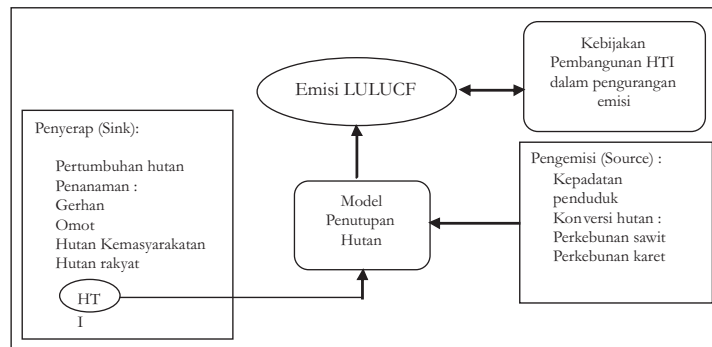 Kebijakan
Pembangunan HTI
dalam pengurangan
emisi
Emisi LULUCF
Penyerap (Sink):
Pertumbuhan hutan
Penanaman :
Gerhan
Omot
Hutan Kemasyarakatan
Hutan rakyat
HT
I
Model
Penutupan
Hutan
Pengemisi (Source) :
Kepadatan
penduduk
Konversi hutan :
Perkebunan sawit
Perkebunan karet